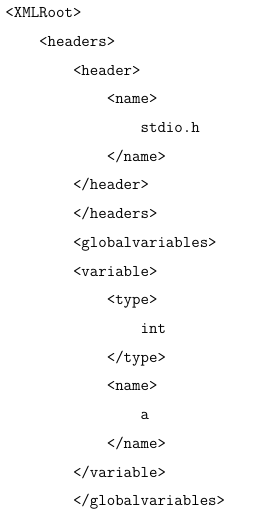 <XMLRoot>
<headers>
<header>
<name>
stdio.h
</name>
</header>
</headers>
<globalvariables>
<variable>
<type>
int
</type>
<name>
a
</name>
</variable>
</globalvariables>